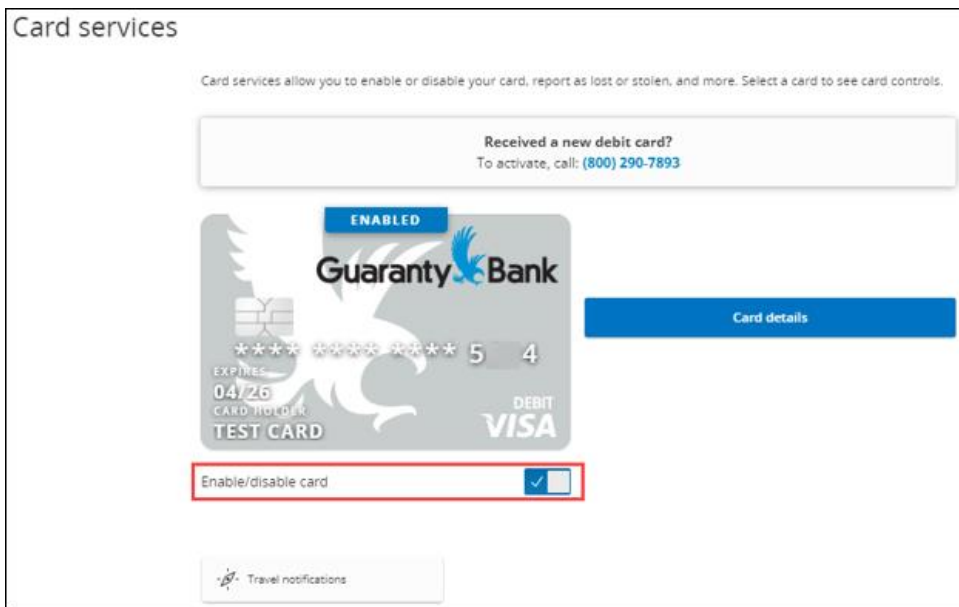 Card services
Card services allow you to enable or disable your card, report as lost or stolen, and more. Select a card to see card controls.
Received a new debit card?
To activate, call: (800) 290-7893
ENABLED
Guaranty Bank
Card details
**** **** **** 5 4
EXPIRES
04/26
CARD HOLDER
TEST CARD
DEBIT
VISA
Enable/disable card
Travel notifications